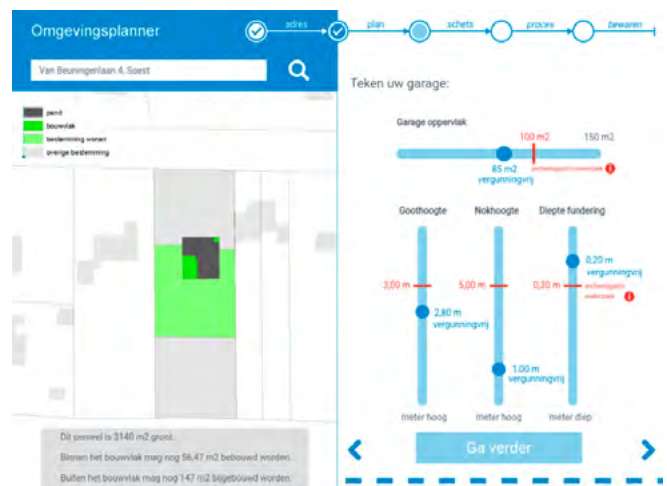 Omgevingsplanner
adres
plan
schets
proces
bewaren
Van Beuningenlaan 4, Soest
Teken uw garage:
pand
bouwvlak
bestemming wonen
overige bestemming
Garage oppervlak
100 m2
150 m2
85 m2
vergunningvrij
Goothoogte
Nokhoogte
Diepte fundering
0,20 m
vergunningvrij
3,00 m
5,00 m
0,30 m
2,80 m
vergunningvrij
1.00 m
vergunningvrij
meter hoog
meter hoog
meter diep
Dit perceel is 3140 m2 groot.
Binnen het bouwvlak mag nog 56,47 m2 bebouwd worden.
Buiten het bouwvlak mag nog 147 m2 bijgebouwd worden.
Ga verder